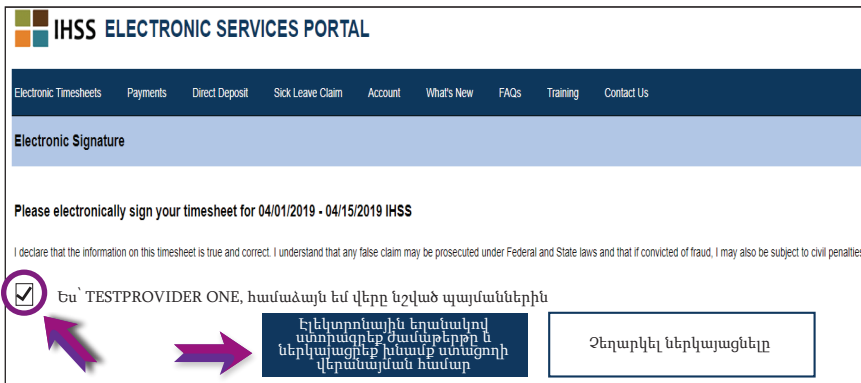 IHSS ELECTRONIC SERVICES PORTAL
Electronic Timesheets Payments Direct Deposit Sick Leave Claim Account What's New FAQs Training Contact Us
Electronic Signature
Please electronically sign your timesheet for 04/01/2019 - 04/15/2019 IHSS
I declare that the information on this timesheet is true and correct. I understand that any false claim may be prosecuted under Federal and State laws and that if convicted of fraud, I may also be subject to civil penalties
Ես՝ TESTPROVIDER ONE, համաձայն եմ վերը նշված պայմաններին
Էլեկտրոնային եղանակով
ստորագրեք ժամաթերթը և
ներկայացրեք խնամք ստացողի
վերանայման համար
Չեղարկել ներկայացնելը